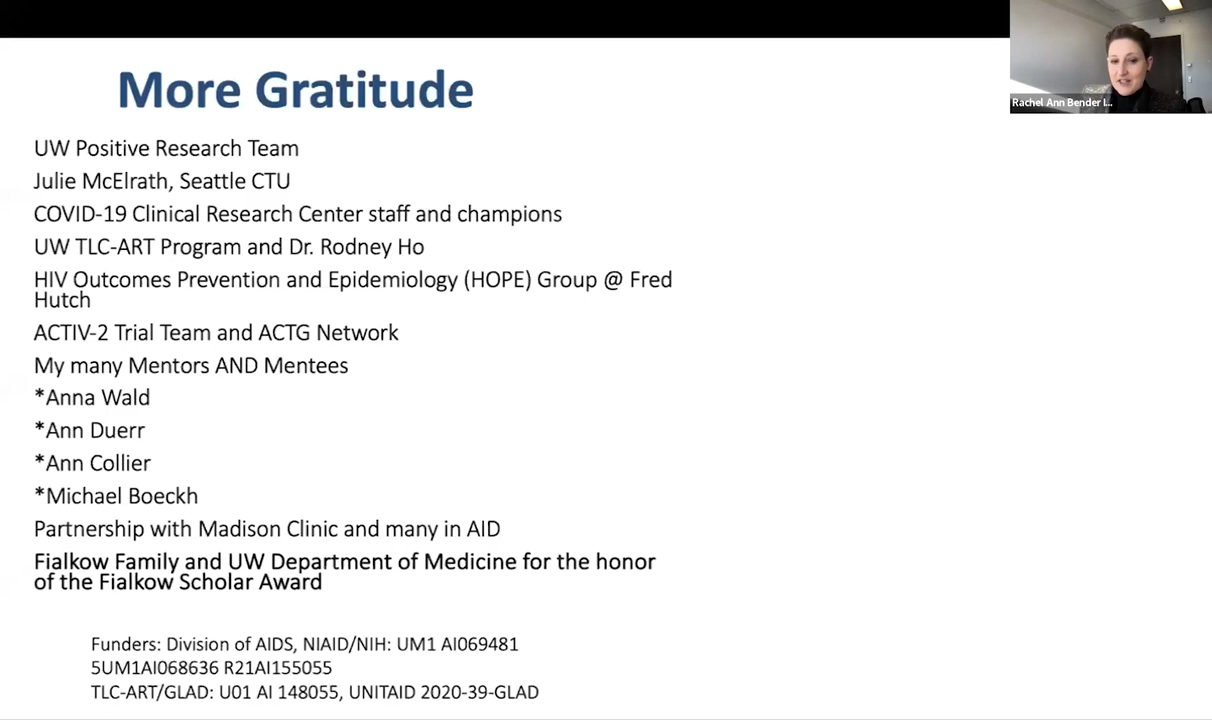 More Gratitude
Rachel Ann Bender I...
UW Positive Research Team
Julie McElrath, Seattle CTU
COVID-19 Clinical Research Center staff and champions
UW TLC-ART Program and Dr. Rodney Ho
HIV Outcomes Prevention and Epidemiology (HOPE) Group @ Fred
Hutch
ACTIV-2 Trial Team and ACTG Network
My many Mentors AND Mentees
*Anna Wald
*Ann Duerr
*Ann Collier
*Michael Boeckh
Partnership with Madison Clinic and many in AID
Fialkow Family and UW Department of Medicine for the honor
of the Fialkow Scholar Award
Funders: Division of AIDS, NIAID/NIH: UM1 AI069481
5UM1AI068636 R21AI155055
TLC-ART/GLAD: U01 AI 148055, UNITAID 2020-39-GLAD